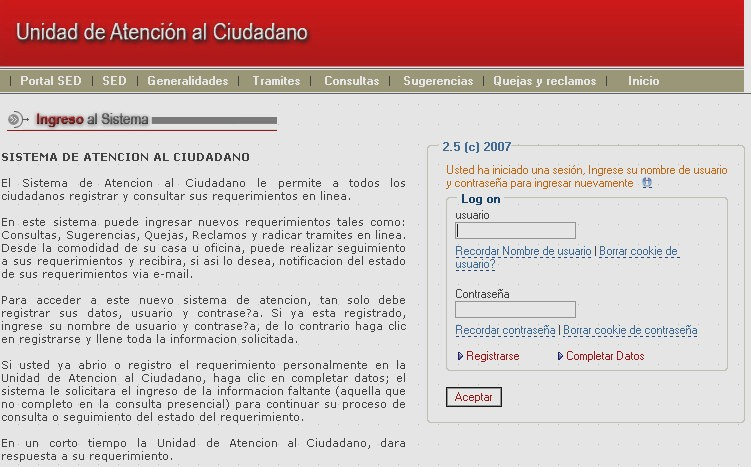 Unidad de Atención al Ciudadano
| Portal SED | SED | Generalidades | Tramites | Consultas | Sugerencias | Quejas y reclamos | Inicio
Ingreso al Sistema
SISTEMA DE ATENCION AL CIUDADANO
El Sistema de Atencion al Ciudadano le permite a todos los
ciudadanos registrar y consultar sus requerimientos en linea.
En este sistema puede ingresar nuevos requerimientos tales como:
Consultas, Sugerencias, Quejas, Reclamos y radicar tramites en linea.
Desde la comodidad de su casa u oficina, puede realizar seguimiento
a sus requerimientos y recibira, si asi lo desea, notificacion del estado
de sus requerimientos via e-mail.
Para acceder a este nuevo sistema de atencion, tan solo debe
registrar sus datos, usuario y contrase?a. Si ya esta registrado,
ingrese su nombre de usuario y contrase?a, de lo contrario haga clic
en registrarse y llene toda la informacion solicitada.
Si usted ya abrio o registro el requerimiento personalmente en la
Unidad de Atencion al Ciudadano, haga clic en completar datos; el
sistema le solicitara el ingreso de la informacion faltante (aquella que
no completo en la consulta presencial) para continuar su proceso de
consulta o seguimiento del estado del requerimiento.
En un corto tiempo la Unidad de Atencion al Ciudadano, dara
respuesta a su requerimiento.
2.5 (c) 2007
Usted ha iniciado una sesión, Ingrese su nombre de usuario
y contraseña para ingresar nuevamente
Log on
usuario
Recordar Nombre de usuario | Borrar cookie de
usuario?
Contraseña
Recordar contraseña | Borrar cookie de contraseña
Registrarse Completar Datos
Aceptar